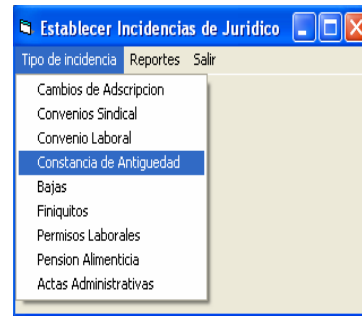 Establecer Incidencias de Juridico
Tipo de incidencia Reportes Salir
Cambios de Adscripcion
Convenios Sindical
Convenio Laboral
Constancia de Antiguedad
Bajas
Finiquitos
Permisos Laborales
Pension Alimenticia
Actas Administrativas